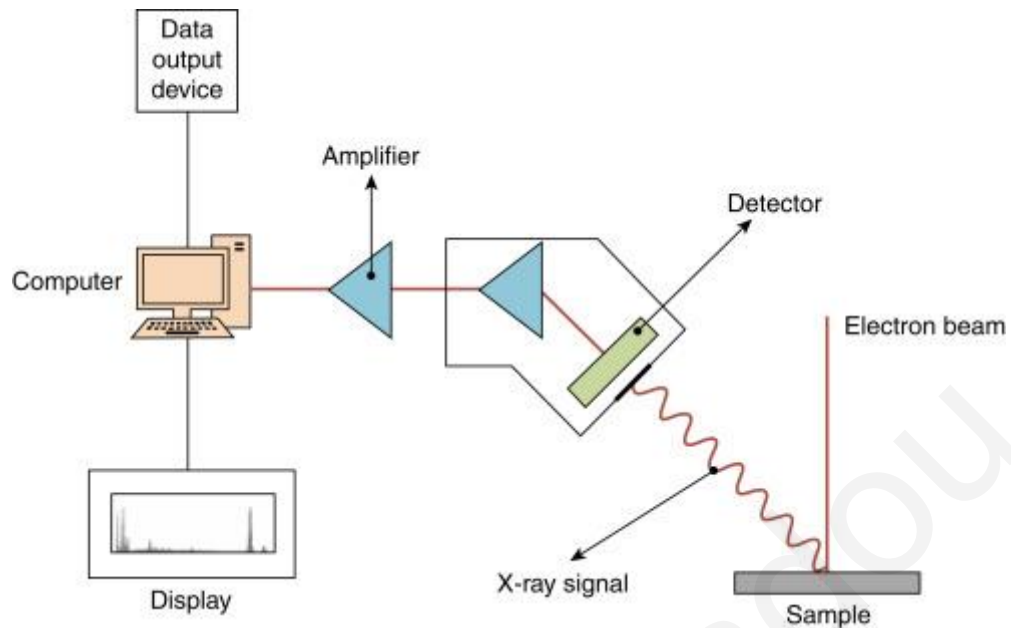 Data
output
device
Amplifier
Detector
Computer
Electron beam
X-ray signal
Display
Sample